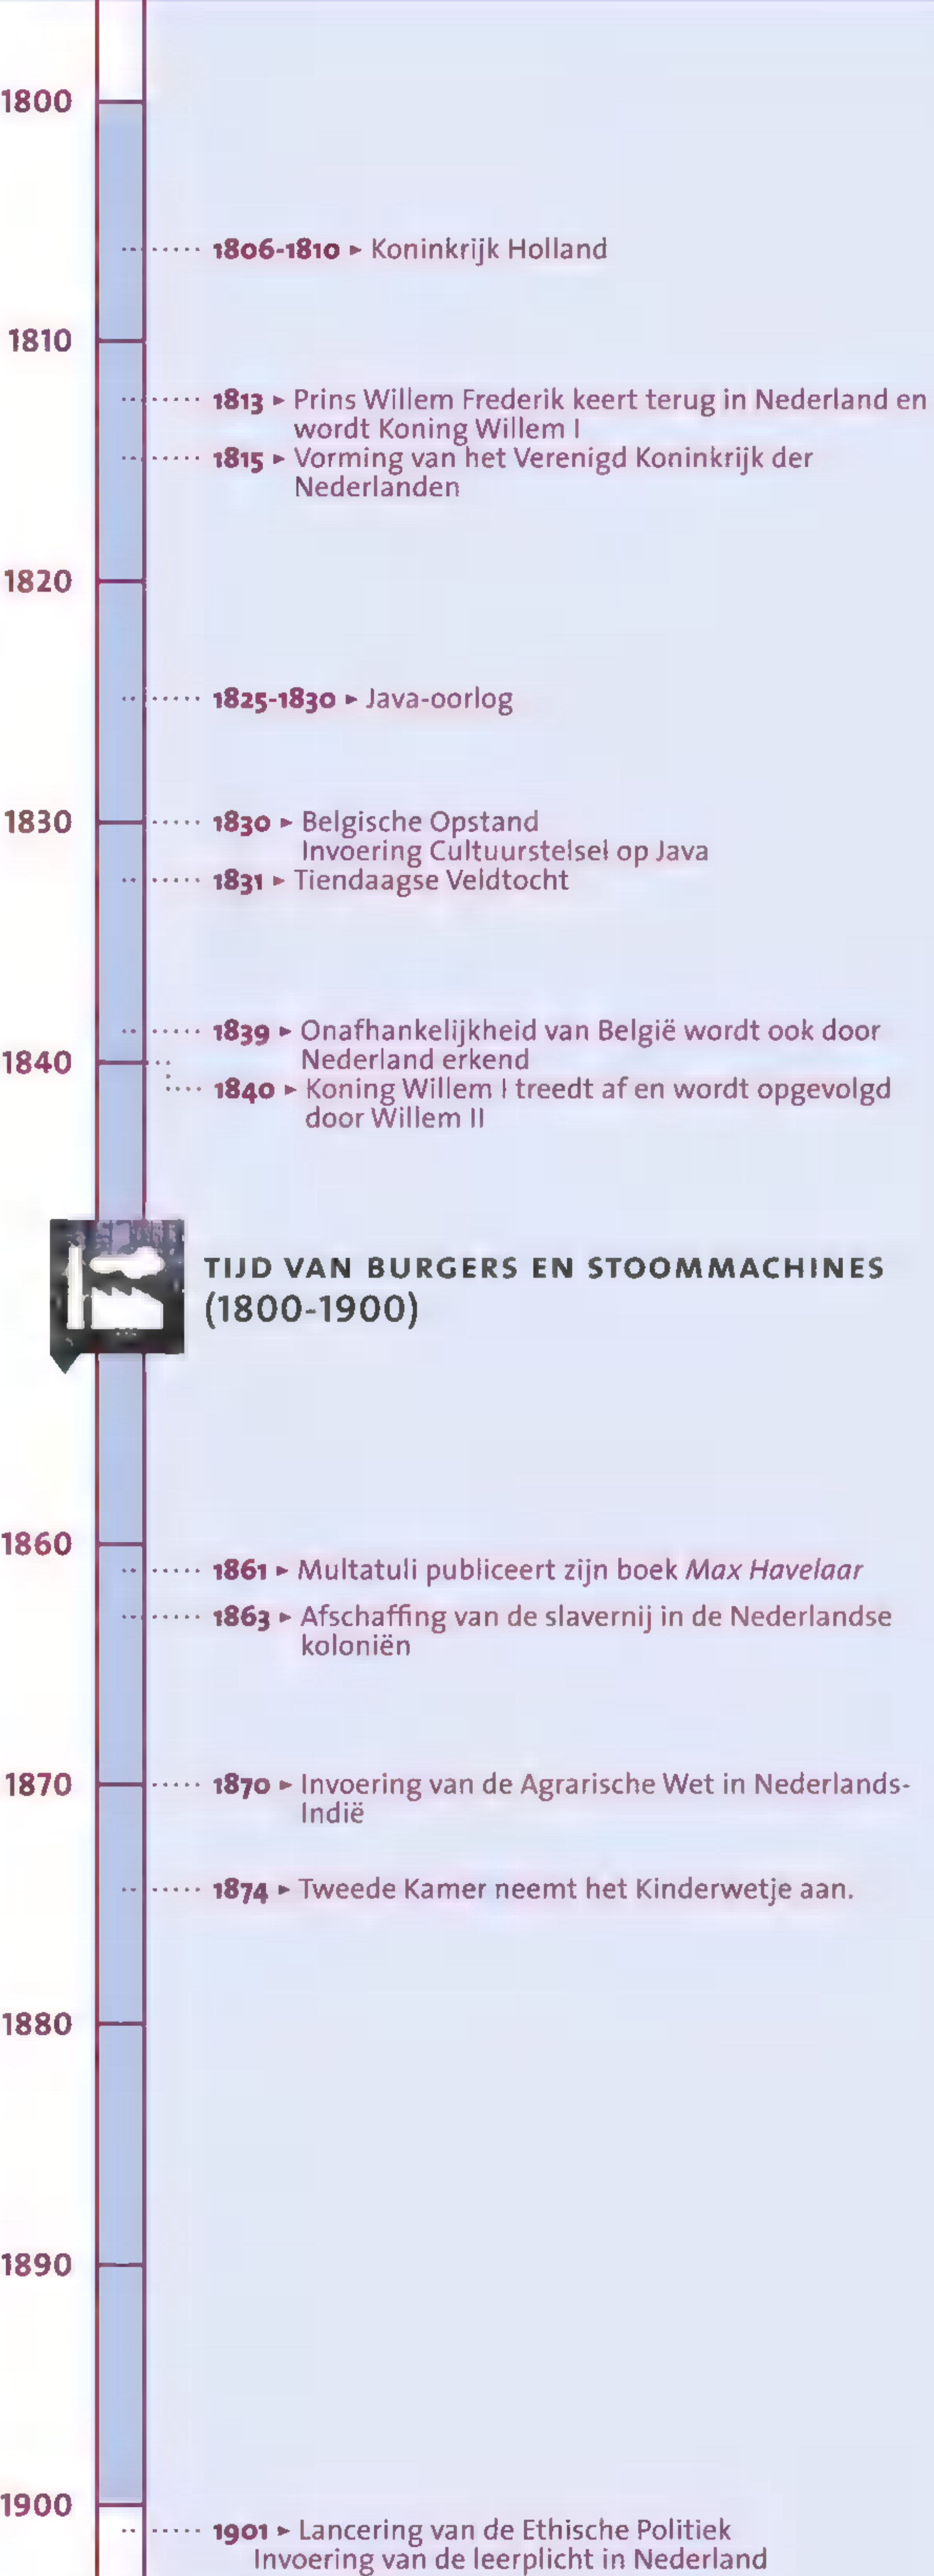 1800
1806-1810 ► Koninkrijk Holland
1810
1813 ► Prins Willem Frederik keert terug in Nederland en
wordt Koning Willem I
1815 ► Vorming van het Verenigd Koninkrijk der
Nederlanden
1820
1825-1830 ► Java-oorlog
1830
1830 ► Belgische Opstand
Invoering Cultuurstelsel op Java
1831 ► Tiendaagse Veldtocht
1839 ► Onafhankelijkheid van België wordt ook door
Nederland erkend
1840
1840 ► Koning Willem I treedt af en wordt opgevolgd
door Willem II
TIJD VAN BURGERS EN STOOMMACHINES
(1800-1900)
1860
1861 ► Multatuli publiceert zijn boek Max Havelaar
1863 ► Afschaffing van de slavernij in de Nederlandse
koloniën
1870
1870 ► Invoering van de Agrarische Wet in Nederlands-
Indië
1874 ► Tweede Kamer neemt het Kinderwetje aan.
1880
1890
1900
1901 ► Lancering van de Ethische Politiek
Invoering van de leerplicht in Nederland